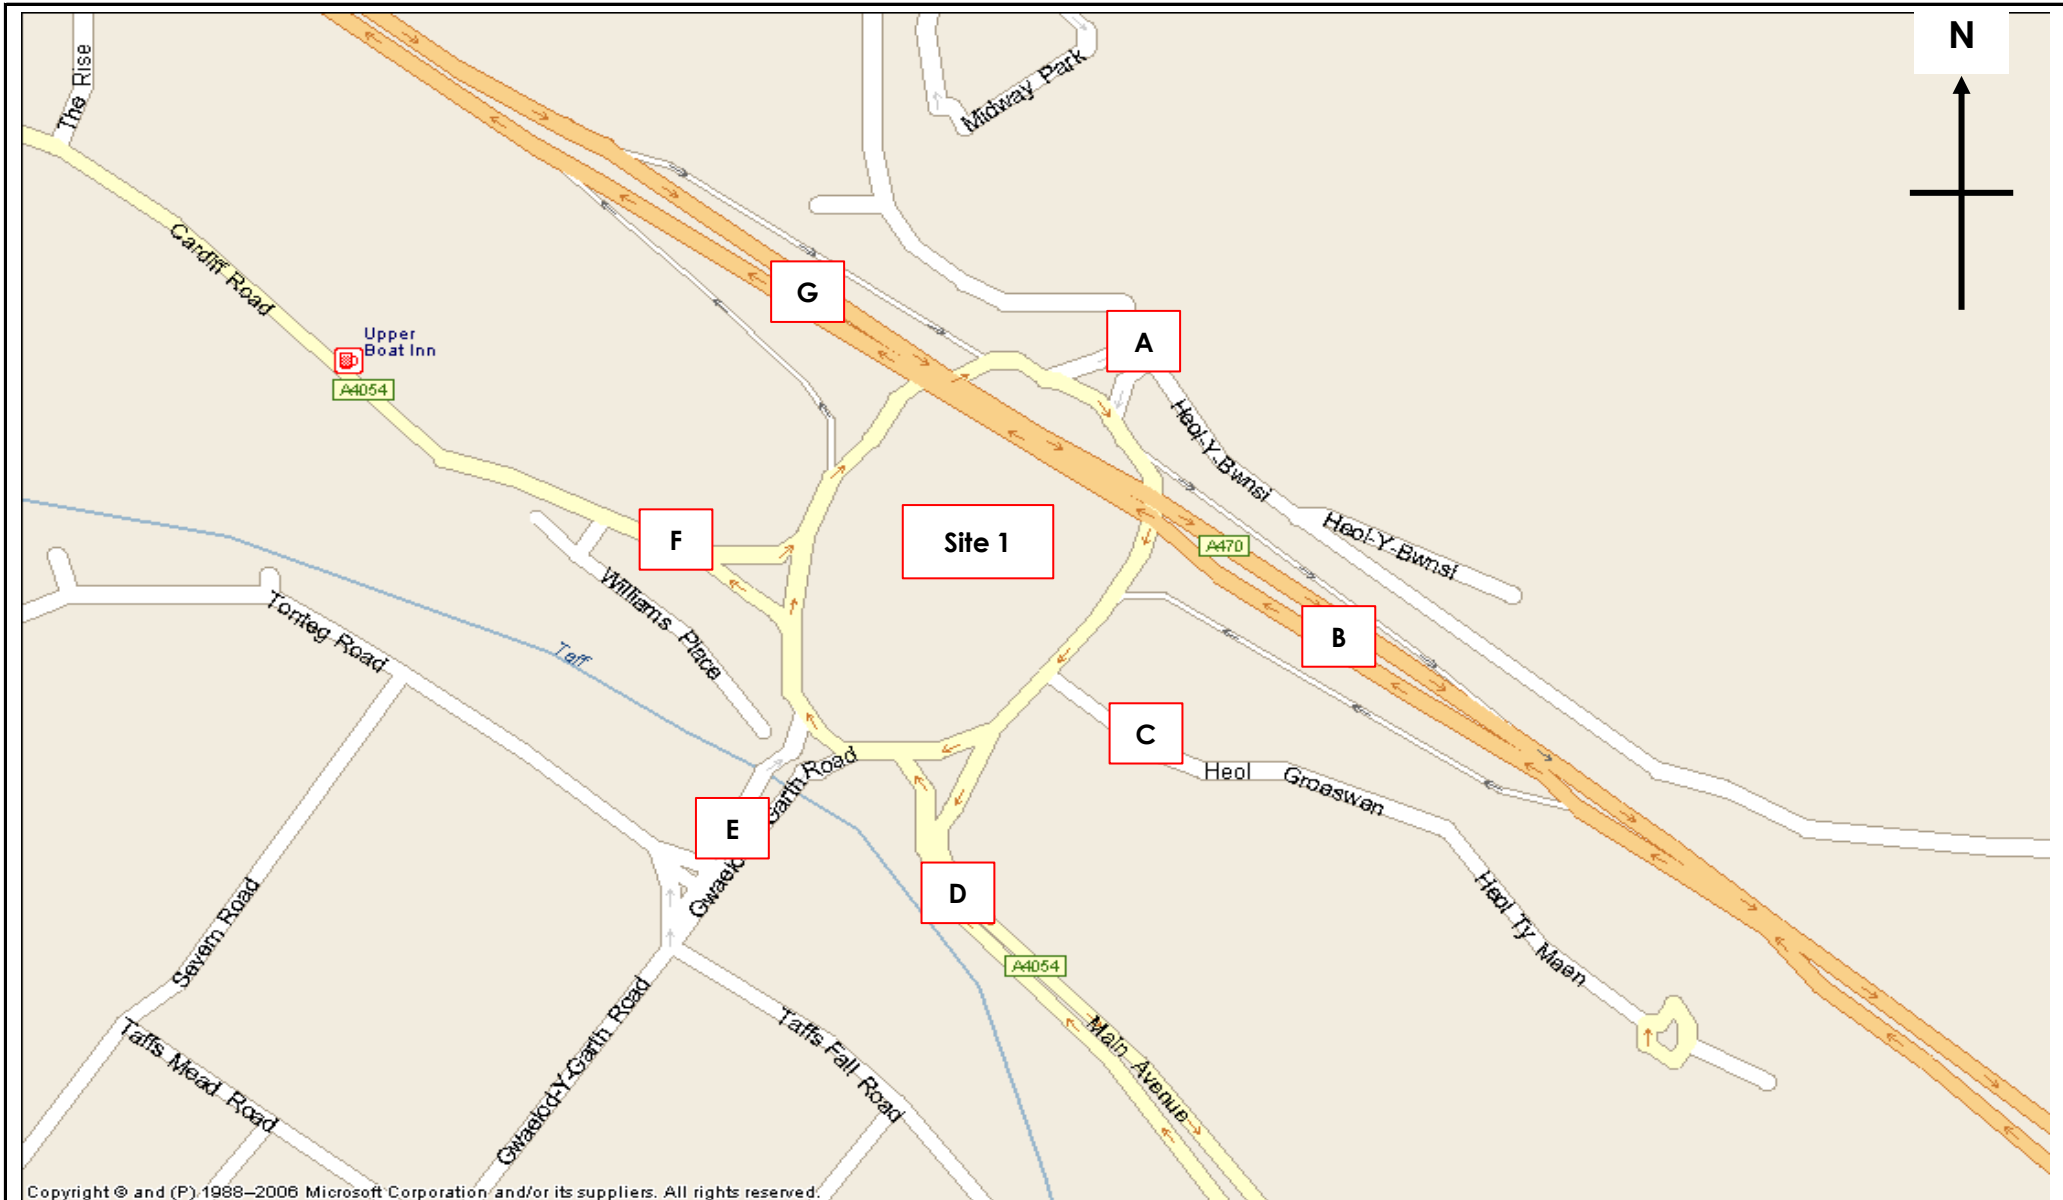 N
The Rise
Midway Park
Cardiff Road
G
Upper
Boat Inn
A
A4054
Heol-Y-Bwnsi
F
Site 1
Heol-Y-Bwnsi
A470
Williams Place
Tonteg Road
B
Taff
C
Garth Road
Heol Groeswen
E
Gwaelod
D
Heol Ty Maen
Severn Road
A4054
Gwaelod-Y-Garth Road
Taffs Fall Road
Main Avenue
Taffs Mead Road
Copyright © and (P) 1988–2006 Microsoft Corporation and/or its suppliers. All rights reserved.